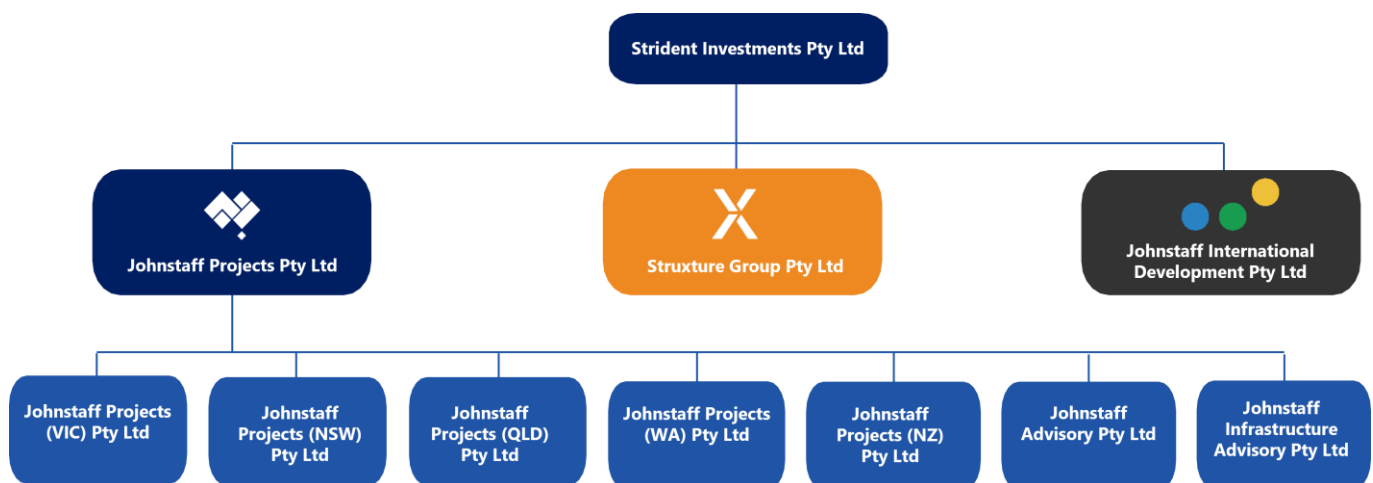 Strident Investments Pty Ltd
Johnstaff Projects Pty Ltd
Struxture Group Pty Ltd
Johnstaff International
Development Pty Ltd
Johnstaff Projects
(VIC) Pty Ltd
Johnstaff
Projects (NSW)
Pty Ltd
Johnstaff
Projects (QLD)
Pty Ltd
Johnstaff Projects
(WA) Pty Ltd
Johnstaff
Projects (NZ)
Pty Ltd
Johnstaff
Advisory Pty Ltd
Johnstaff
Infrastructure
Advisory Pty Ltd